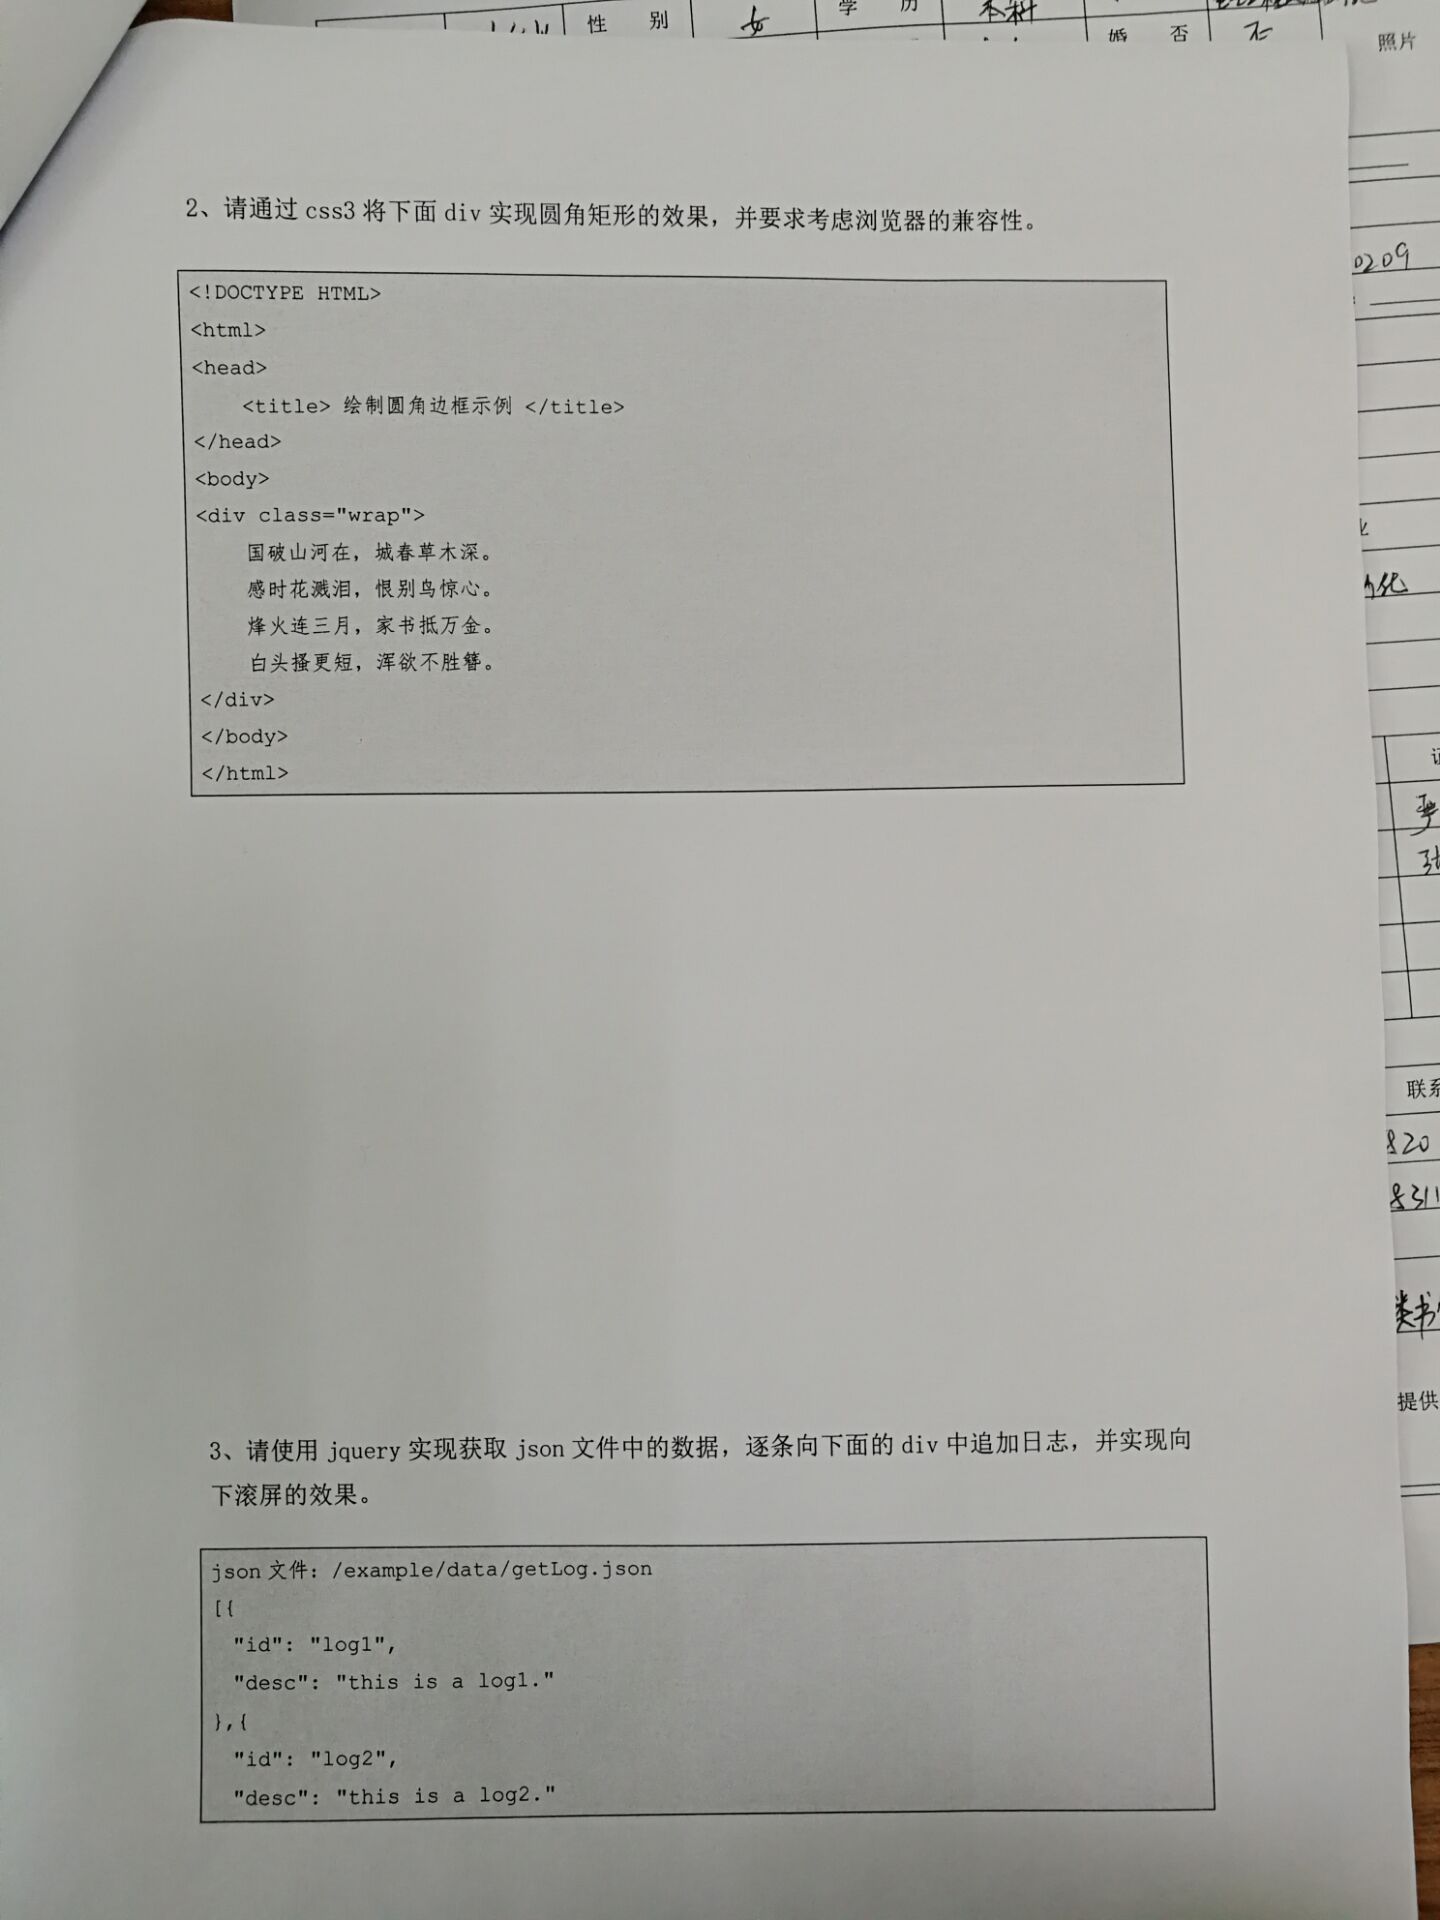 性 别 女 学 历 本科
婚 否 否 照片
2、请通过 css3 将下面 div 实现圆角矩形的效果，并要求考虑浏览器的兼容性。
<!DOCTYPE HTML>
<html>
<head>
<title> 绘制圆角边框示例 </title>
</head>
<body>
<div class="wrap">
国破山河在，城春草木深。
感时花溅泪，恨别鸟惊心。
烽火连三月，家书抵万金。
白头搔更短，浑欲不胜簪。
</div>
</body>
</html>
3、请使用 jquery 实现获取 json 文件中的数据，逐条向下面的 div 中追加日志，并实现向
下滚屏的效果。
json 文件：/example/data/getLog.json
[{
"id": "log1",
"desc": "this is a log1."
},{
"id": "log2",
"desc": "this is a log2."
0209
联系
820
8311
类书
提供